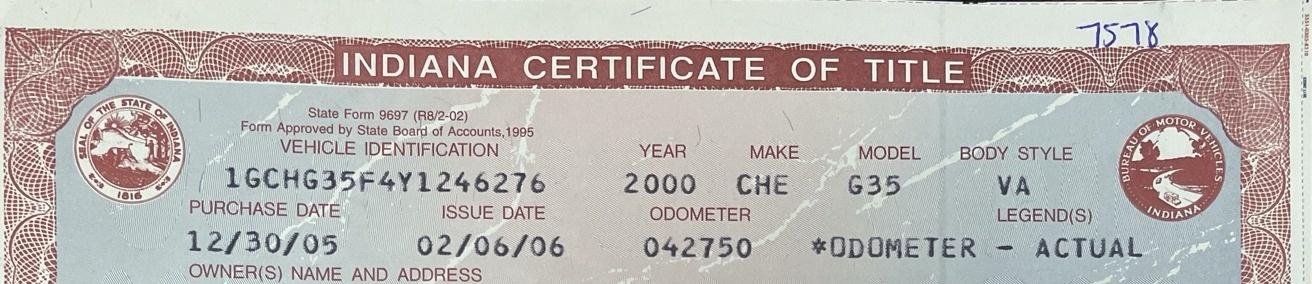 7578
INDIANA CERTIFICATE OF TITLE
SEAL OF THE STATE OF INDIANA
1816
State Form 9697 (R8/2-02)
Form Approved by State Board of Accounts,1995
VEHICLE IDENTIFICATION YEAR MAKE MODEL BODY STYLE
1GCHG35F4Y1246276 2000 CHE G35 VA
BUREAU OF MOTOR VEHICLES
INDIANA
PURCHASE DATE ISSUE DATE ODOMETER LEGEND(S)
12/30/05 02/06/06 042750 *ODOMETER - ACTUAL
OWNER(S) NAME AND ADDRESS